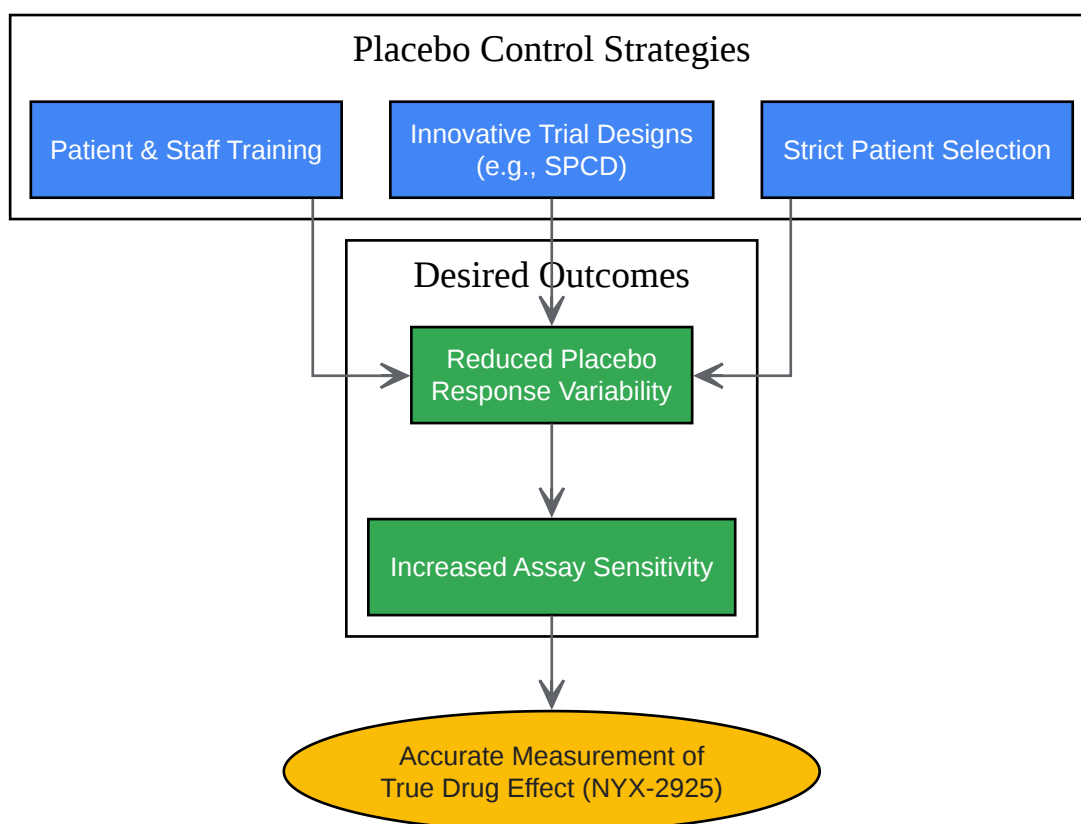 Placebo Control Strategies
Patient & Staff Training
Innovative Trial Designs
(e.g., SPCD)
Strict Patient Selection
Desired Outcomes
Reduced Placebo
Response Variability
Increased Assay Sensitivity
Accurate Measurement of
True Drug Effect (NYX-2925)